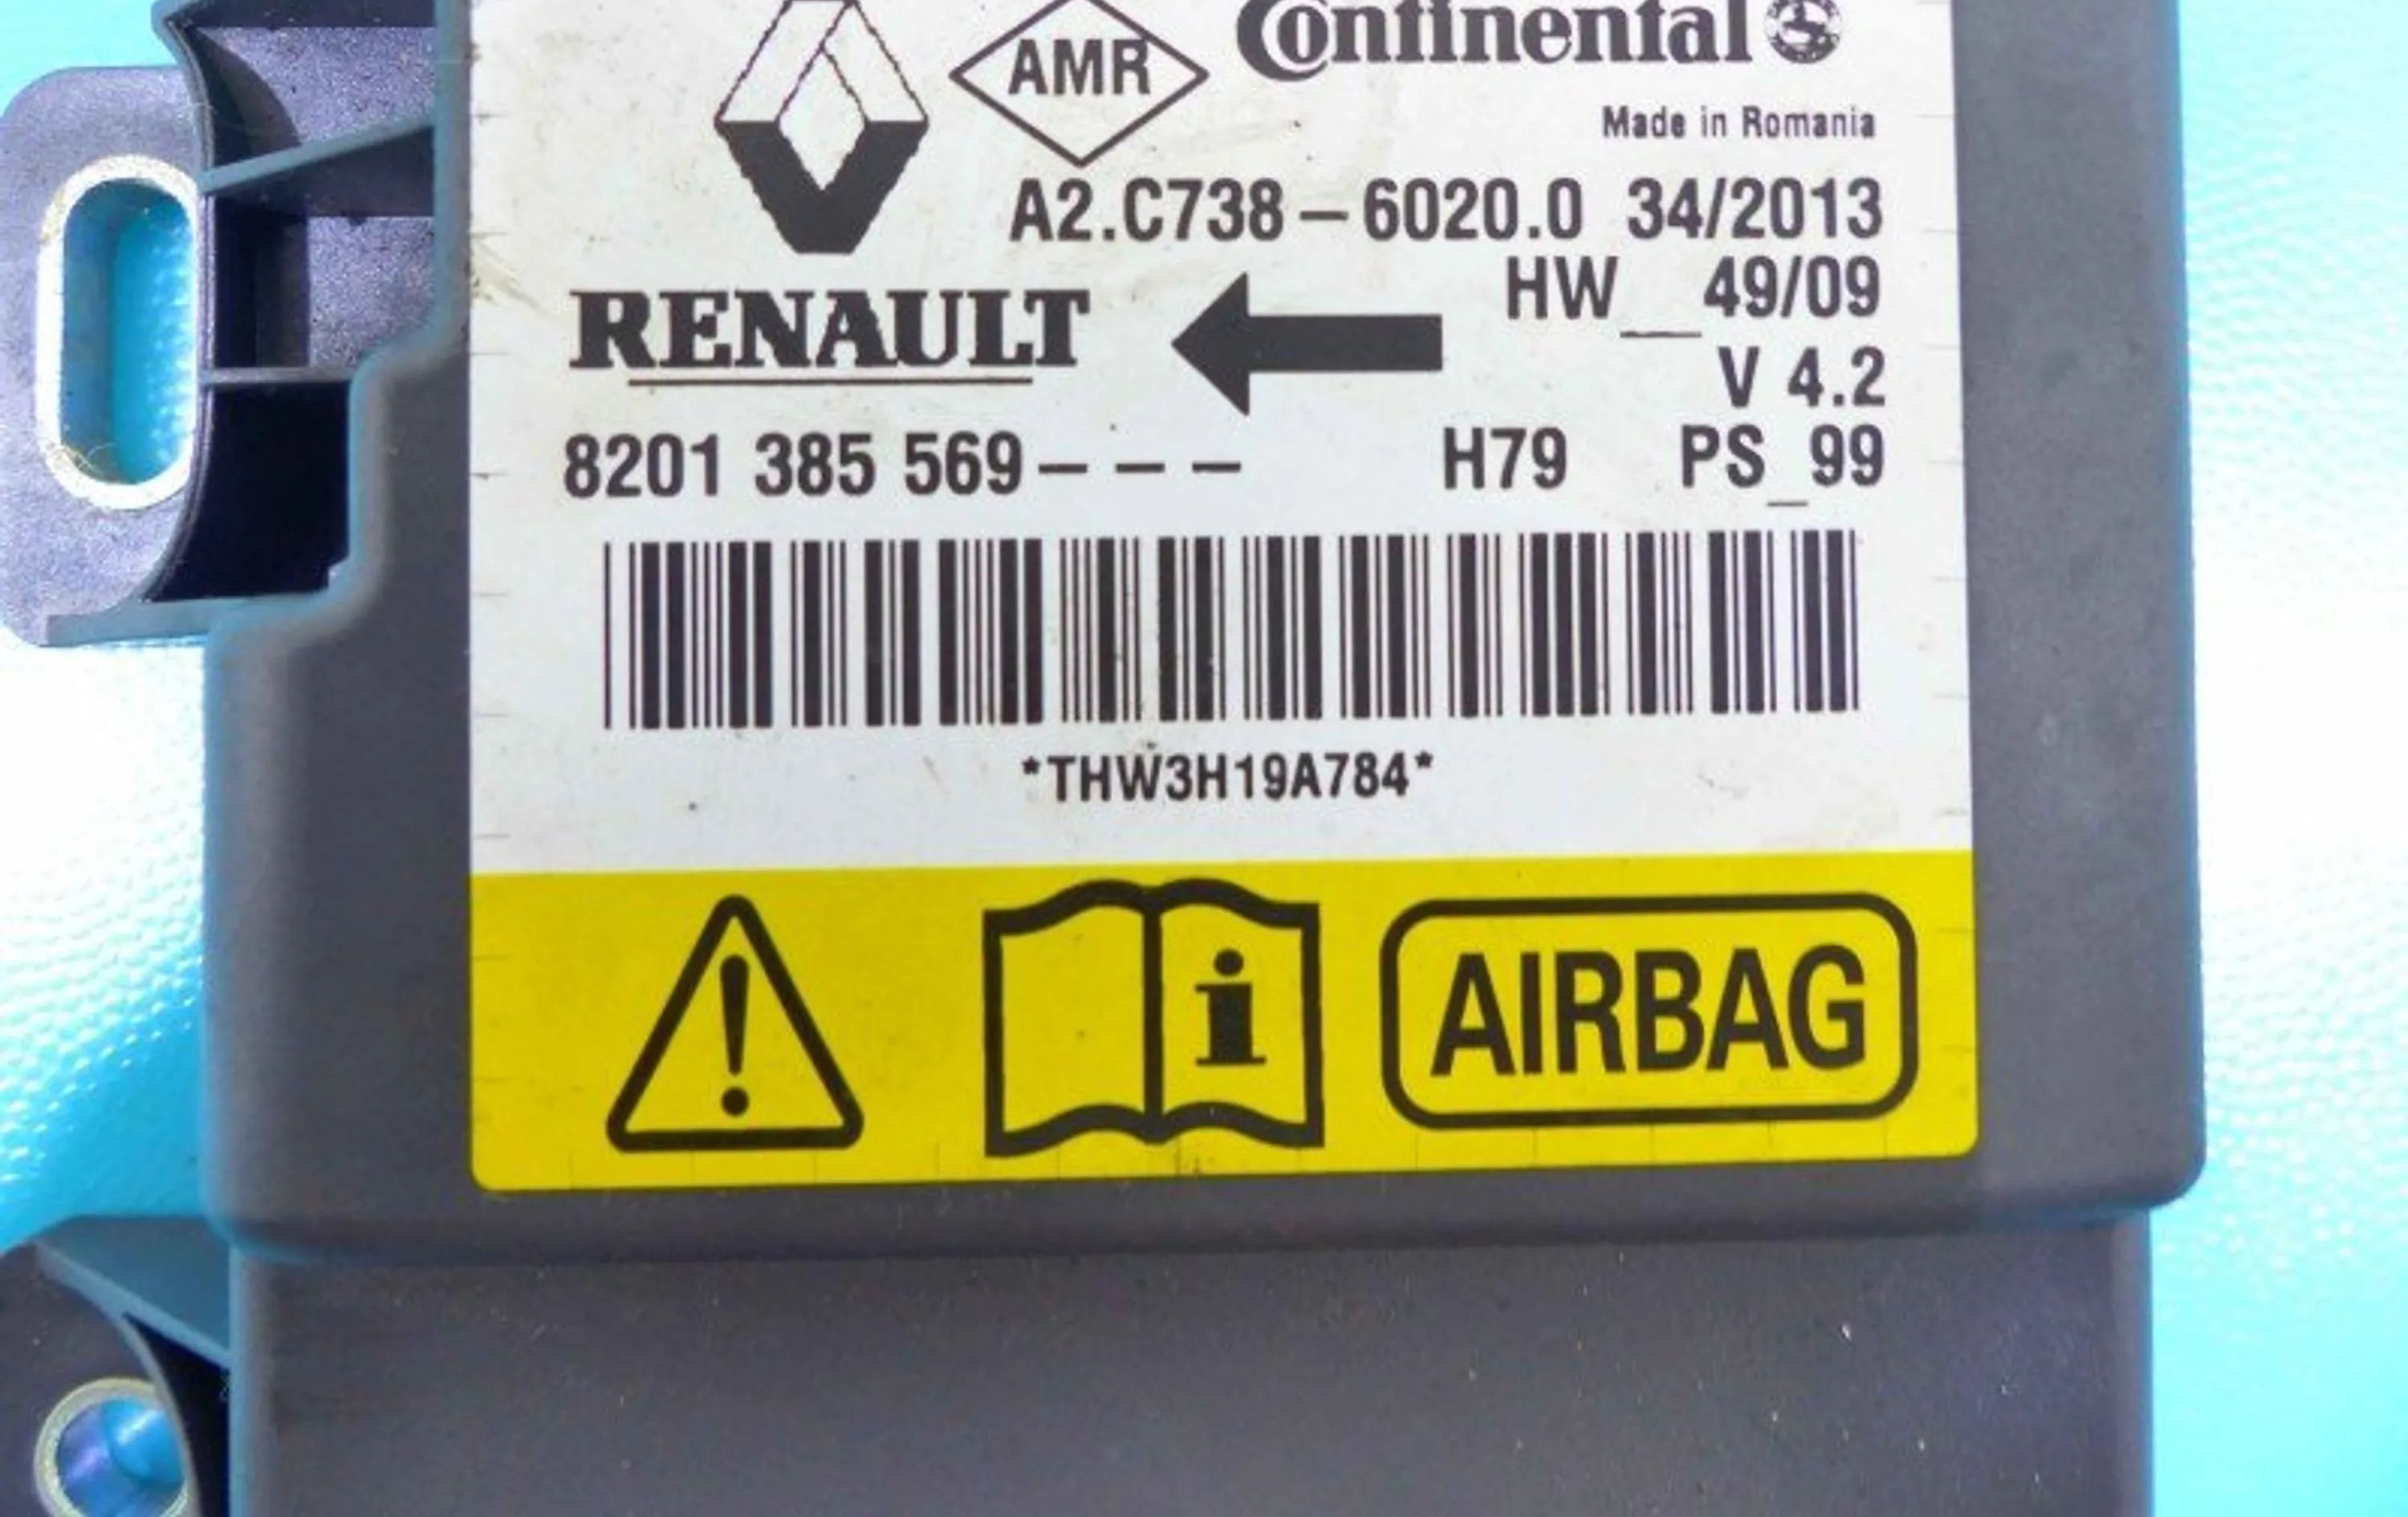 AMR
Continental
Made in Romania
A2.C738–6020.0 34/2013
HW__49/09
RENAULT
V 4.2
8201 385 569– – – H79 PS_99
*THW3H19A784*
AIRBAG